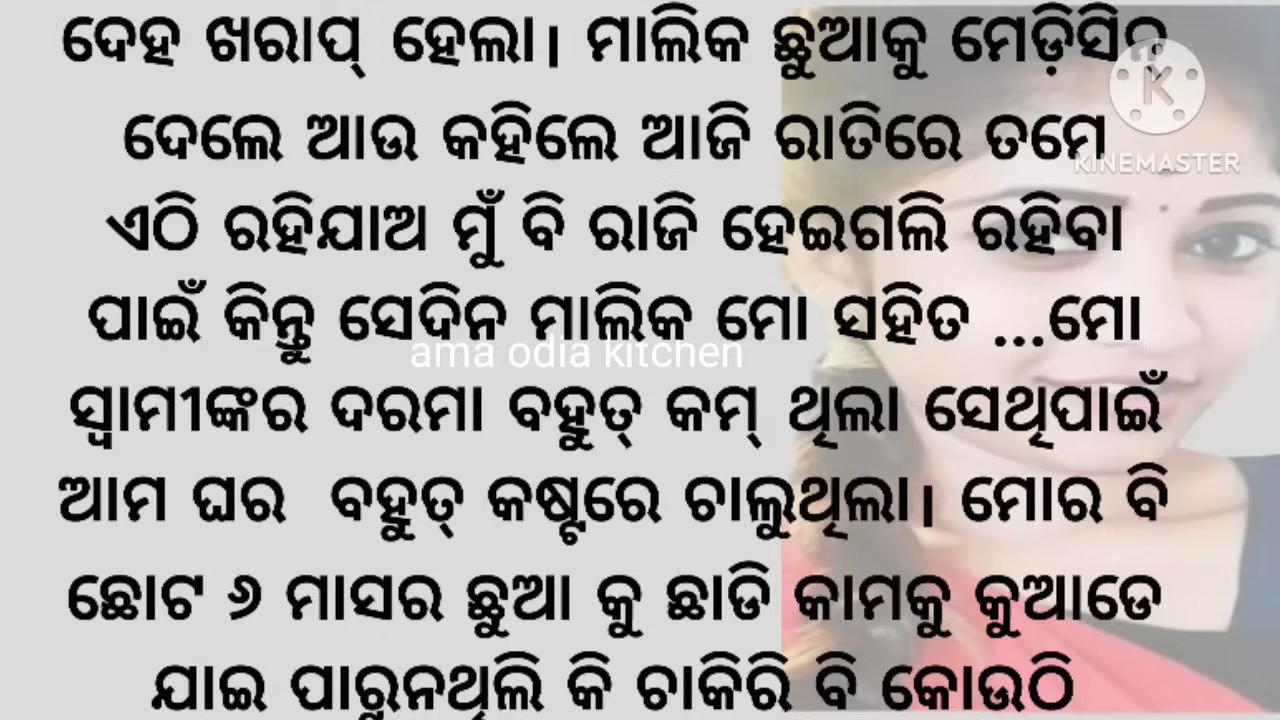 ଦେହ ଖରାପ୍ ହେଲା। ମାଲିକ ଛୁଆକୁ ମେଡ଼ିସିନ୍
ଦେଲେ ଆଉ କହିଲେ ଆଜି ରାତିରେ ତମେ
KINEMASTER
ଏଠି ରହିଯାଅ ମୁଁ ବି ରାଜି ହେଇଗଲି ରହିବା
ପାଇଁ କିନ୍ତୁ ସେଦିନ ମାଲିକ ମୋ ସହିତ ...ମୋ
ama odia kitchen
ସ୍ଵାମୀଙ୍କର ଦରମା ବହୁତ୍ କମ୍ ଥିଲା ସେଥିପାଇଁ
ଆମ ଘର ବହୁତ୍ କଷ୍ଟରେ ଚାଲୁଥିଲା। ମୋର ବି
ଛୋଟ ୬ ମାସର ଛୁଆ କୁ ଛାଡି କାମକୁ କୁଆଡେ
ଯାଇ ପାରୁନଥିଲି କି ଚାକିରି ବି କୋଉଠି